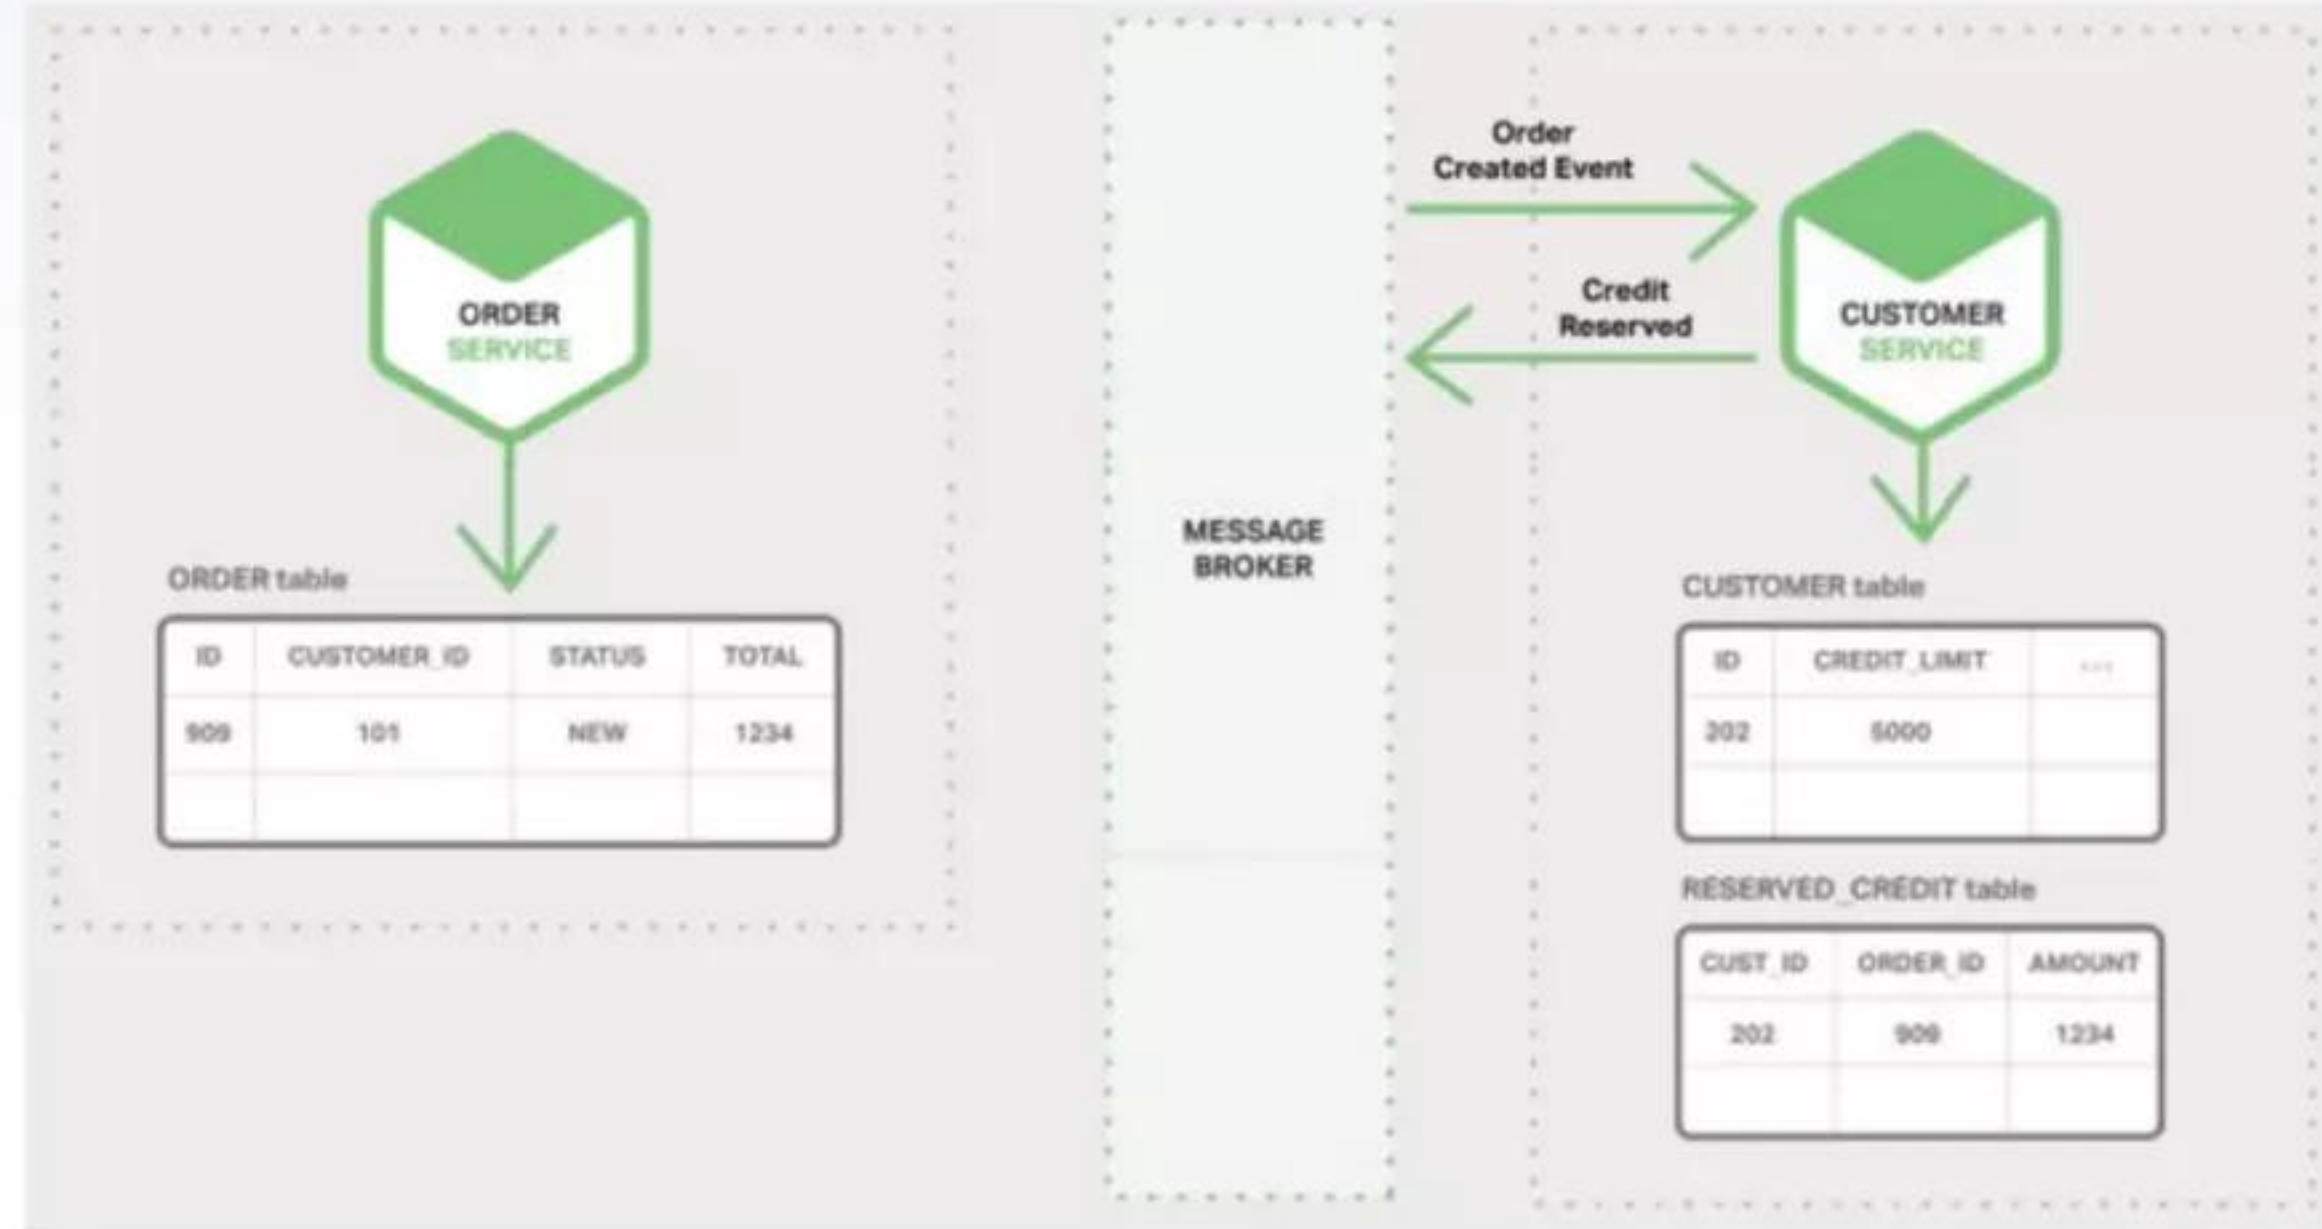 ORDER
SERVICE
ORDER table
ID CUSTOMER_ID STATUS TOTAL
909 101 NEW 1234
MESSAGE
BROKER
Order
Created Event
Credit
Reserved
CUSTOMER
SERVICE
CUSTOMER table
ID CREDIT_LIMIT ...
202 5000
RESERVED_CREDIT table
CUST_ID ORDER_ID AMOUNT
202 909 1234